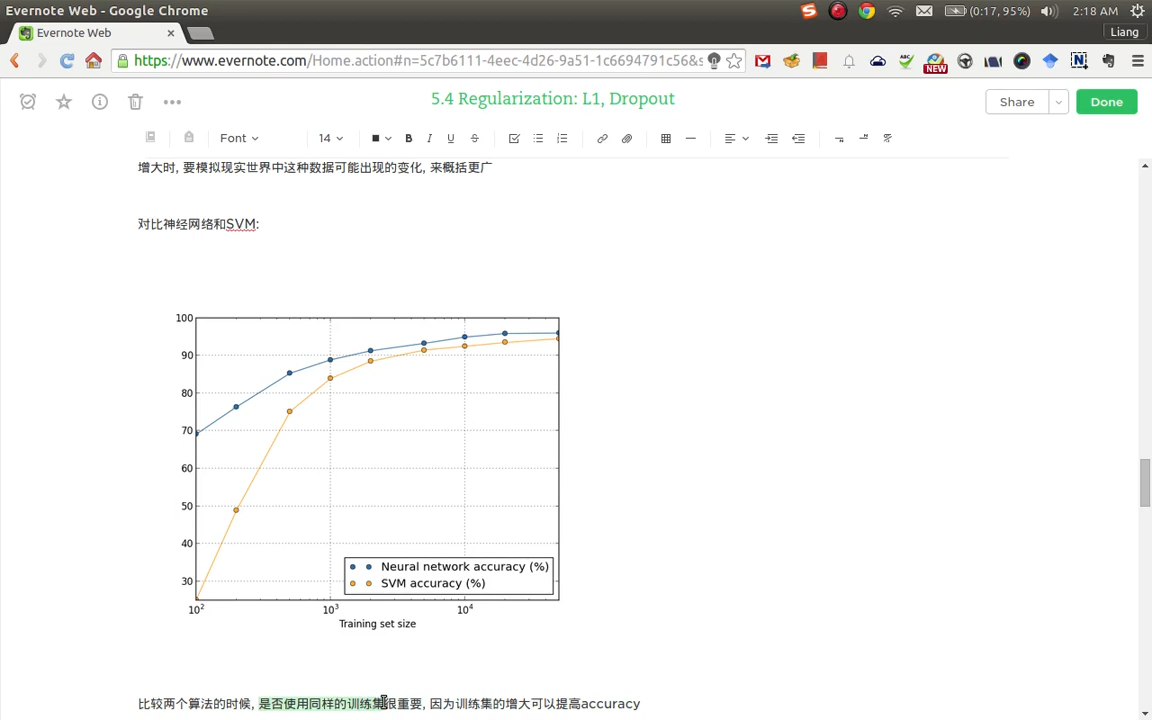 Evernote Web - Google Chrome
(0:17, 95%)
2:18 AM
Evernote Web
Liang
https://www.evernote.com/Home.action#n=5c7b6111-4eec-4d26-9a51-1c6694791c56&s
NEW
5.4 Regularization: L1, Dropout
Share
Done
Font
14
增大时, 要模拟现实世界中这种数据可能出现的变化, 来概括更广
对比神经网络和SVM:
100
90
80
70
60
50
40
30
Neural network accuracy (%)
SVM accuracy (%)
10²
10³
10⁴
Training set size
比较两个算法的时候, 是否使用同样的训练集很重要, 因为训练集的增大可以提高accuracy